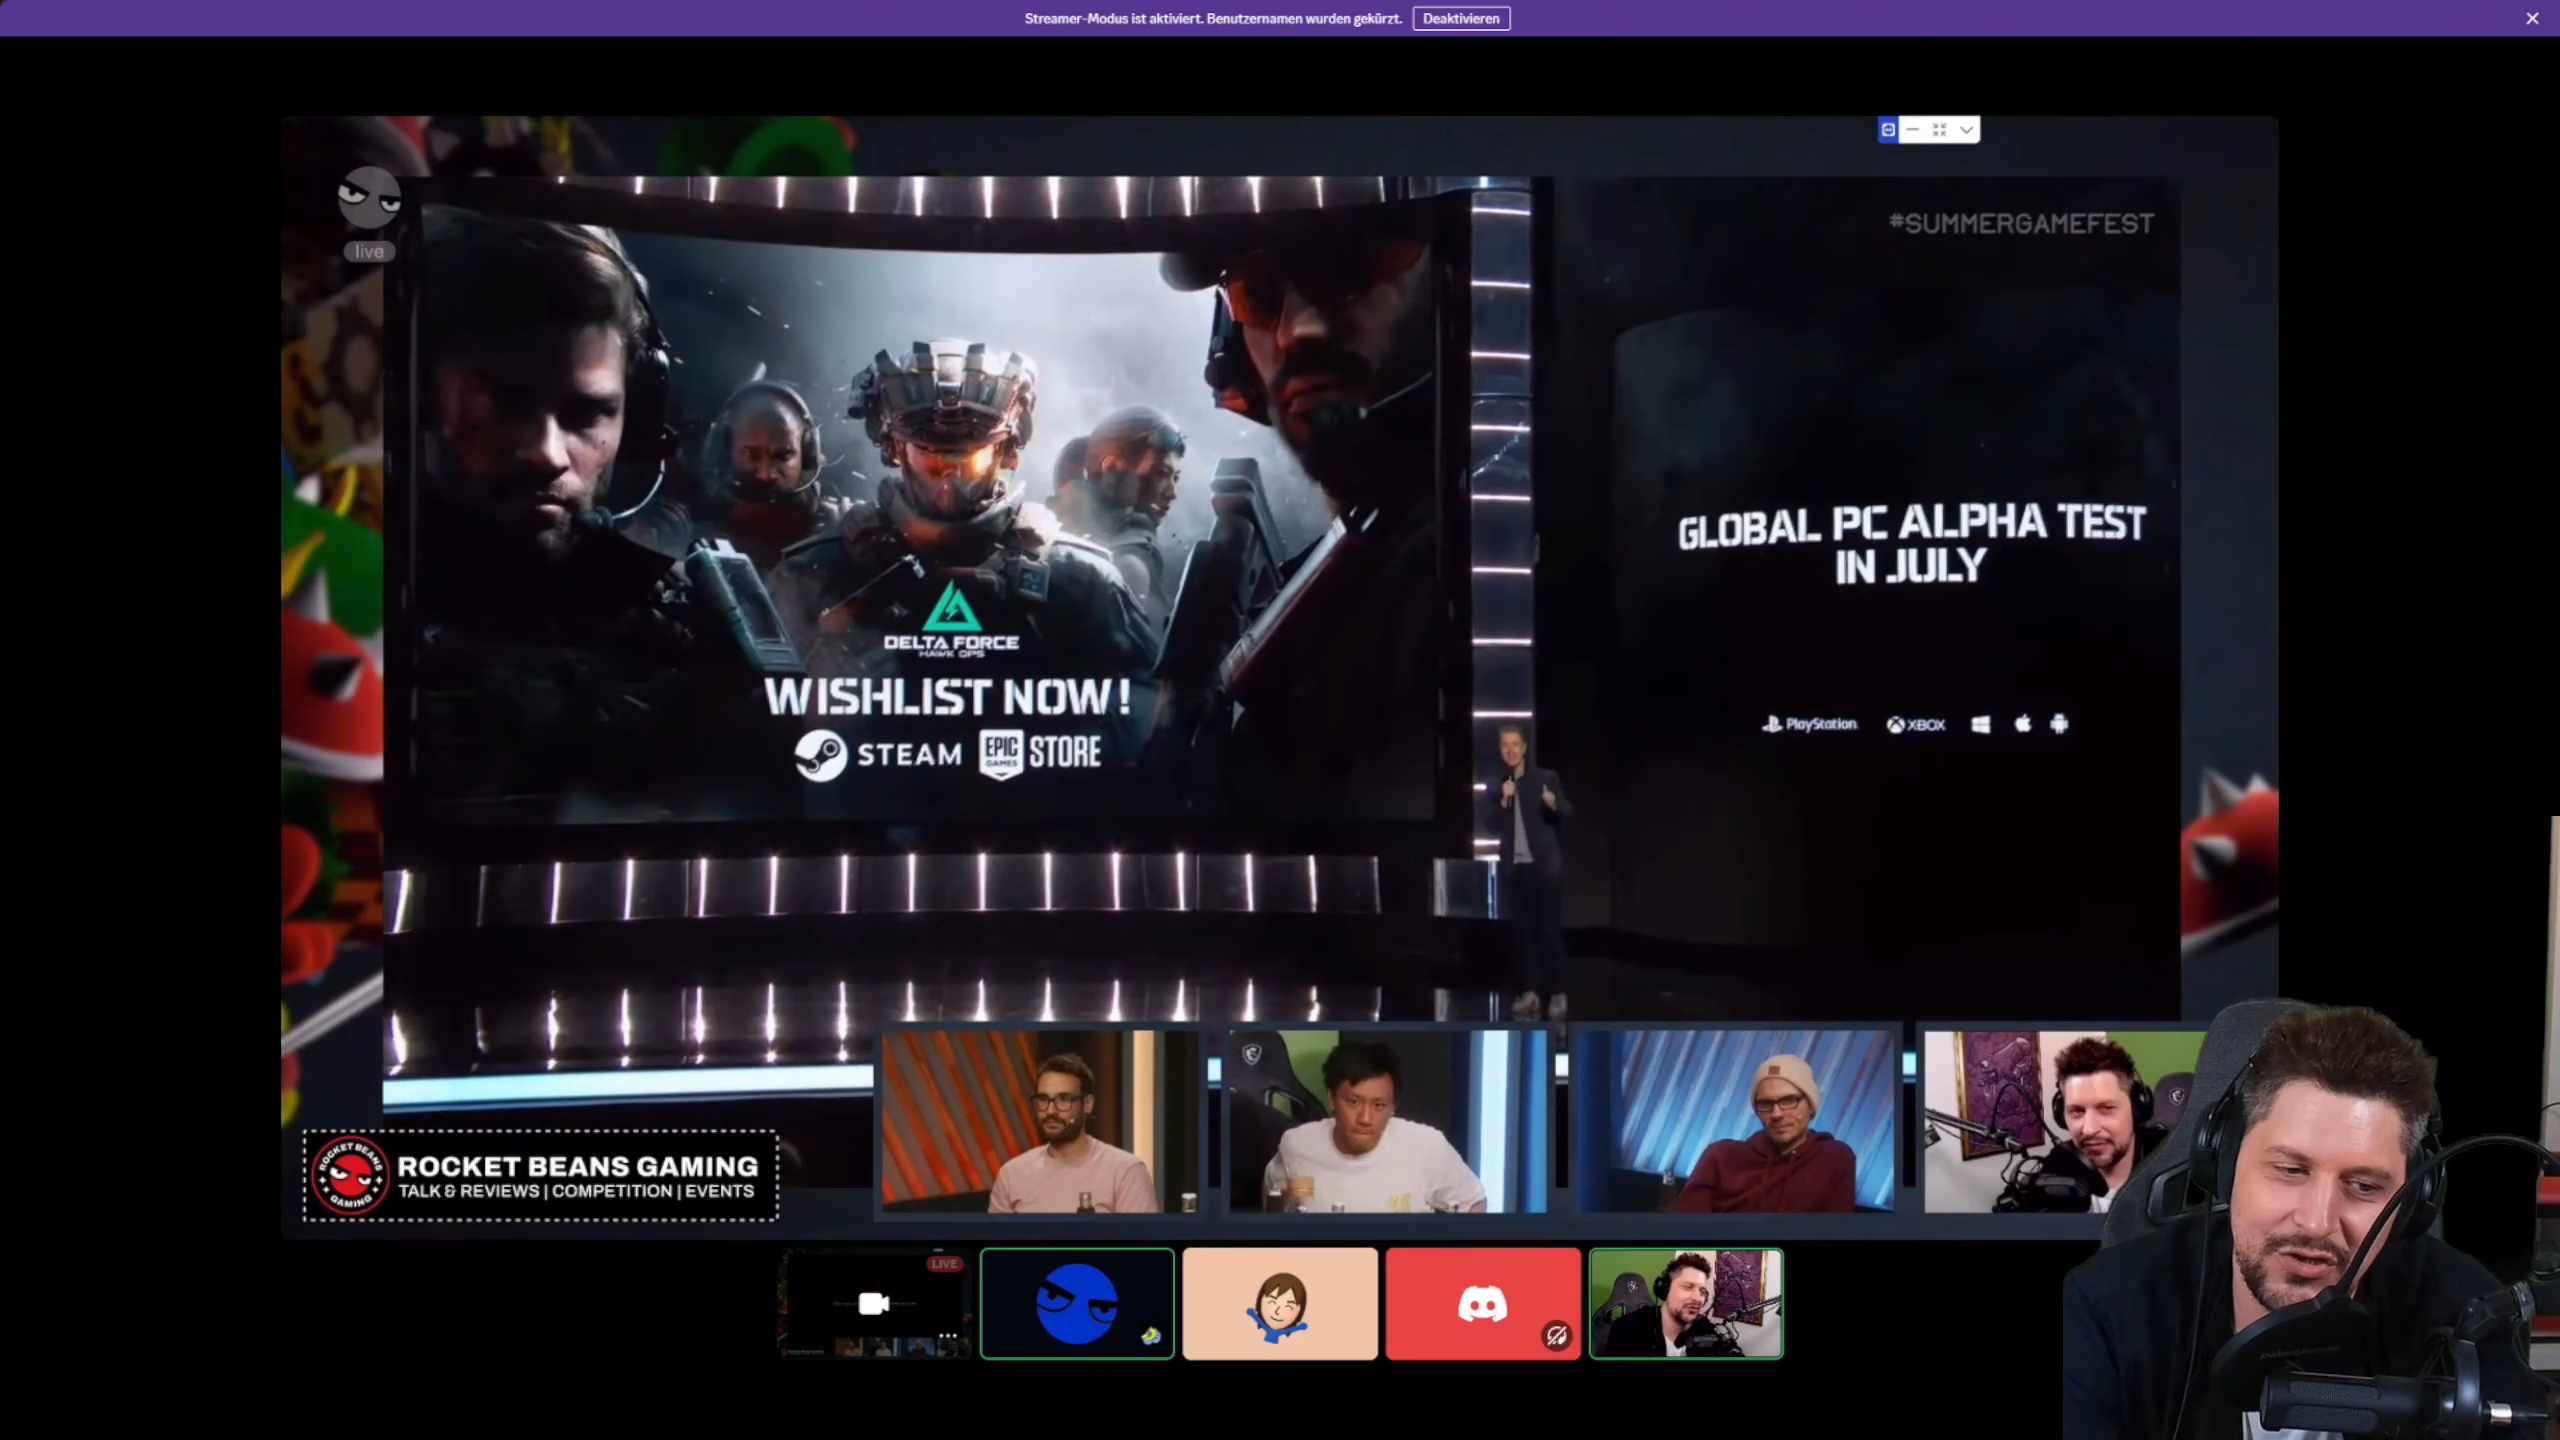 Streamer-Modus ist aktiviert. Benutzernamen wurden gekürzt.
Deaktivieren
live
#SUMMERGAMEFEST
DELTA FORCE
HAWK OPS
WISHLIST NOW!
STEAM
EPIC GAMES STORE
GLOBAL PC ALPHA TEST
IN JULY
PlayStation
XBOX
ROCKET BEANS GAMING
ROCKET BEANS GAMING
TALK & REVIEWS | COMPETITION | EVENTS
LIVE